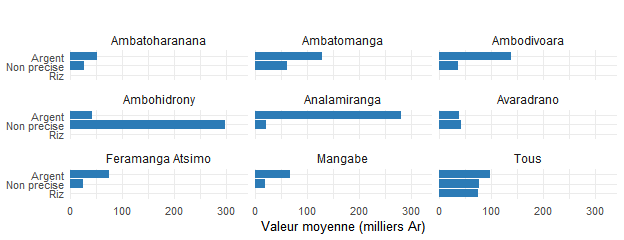 Ambatoharanana Ambatomanga Ambodivoara
Argent
Non precise
Riz
Ambohidrony Analamiranga Avaradrano
Argent
Non precise
Riz
Feramanga Atsimo Mangabe Tous
Argent
Non precise
Riz
0 100 200 300 0 100 200 300 0 100 200 300
Valeur moyenne (milliers Ar)